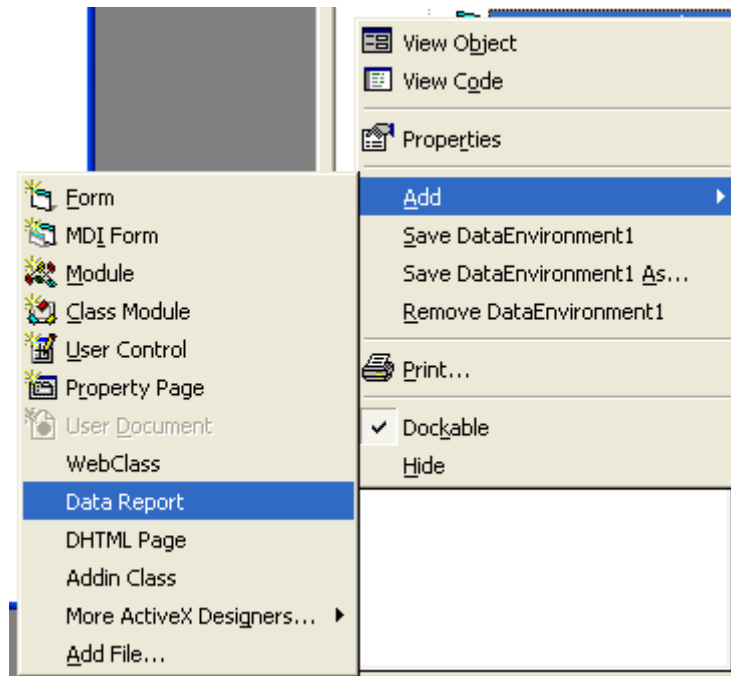 View Object
View Code
Properties
Add
Save DataEnvironment1
Save DataEnvironment1 As...
Remove DataEnvironment1
Print...
Dockable
Hide
Form
MDI Form
Module
Class Module
User Control
Property Page
User Document
WebClass
Data Report
DHTML Page
Addin Class
More ActiveX Designers...
Add File...